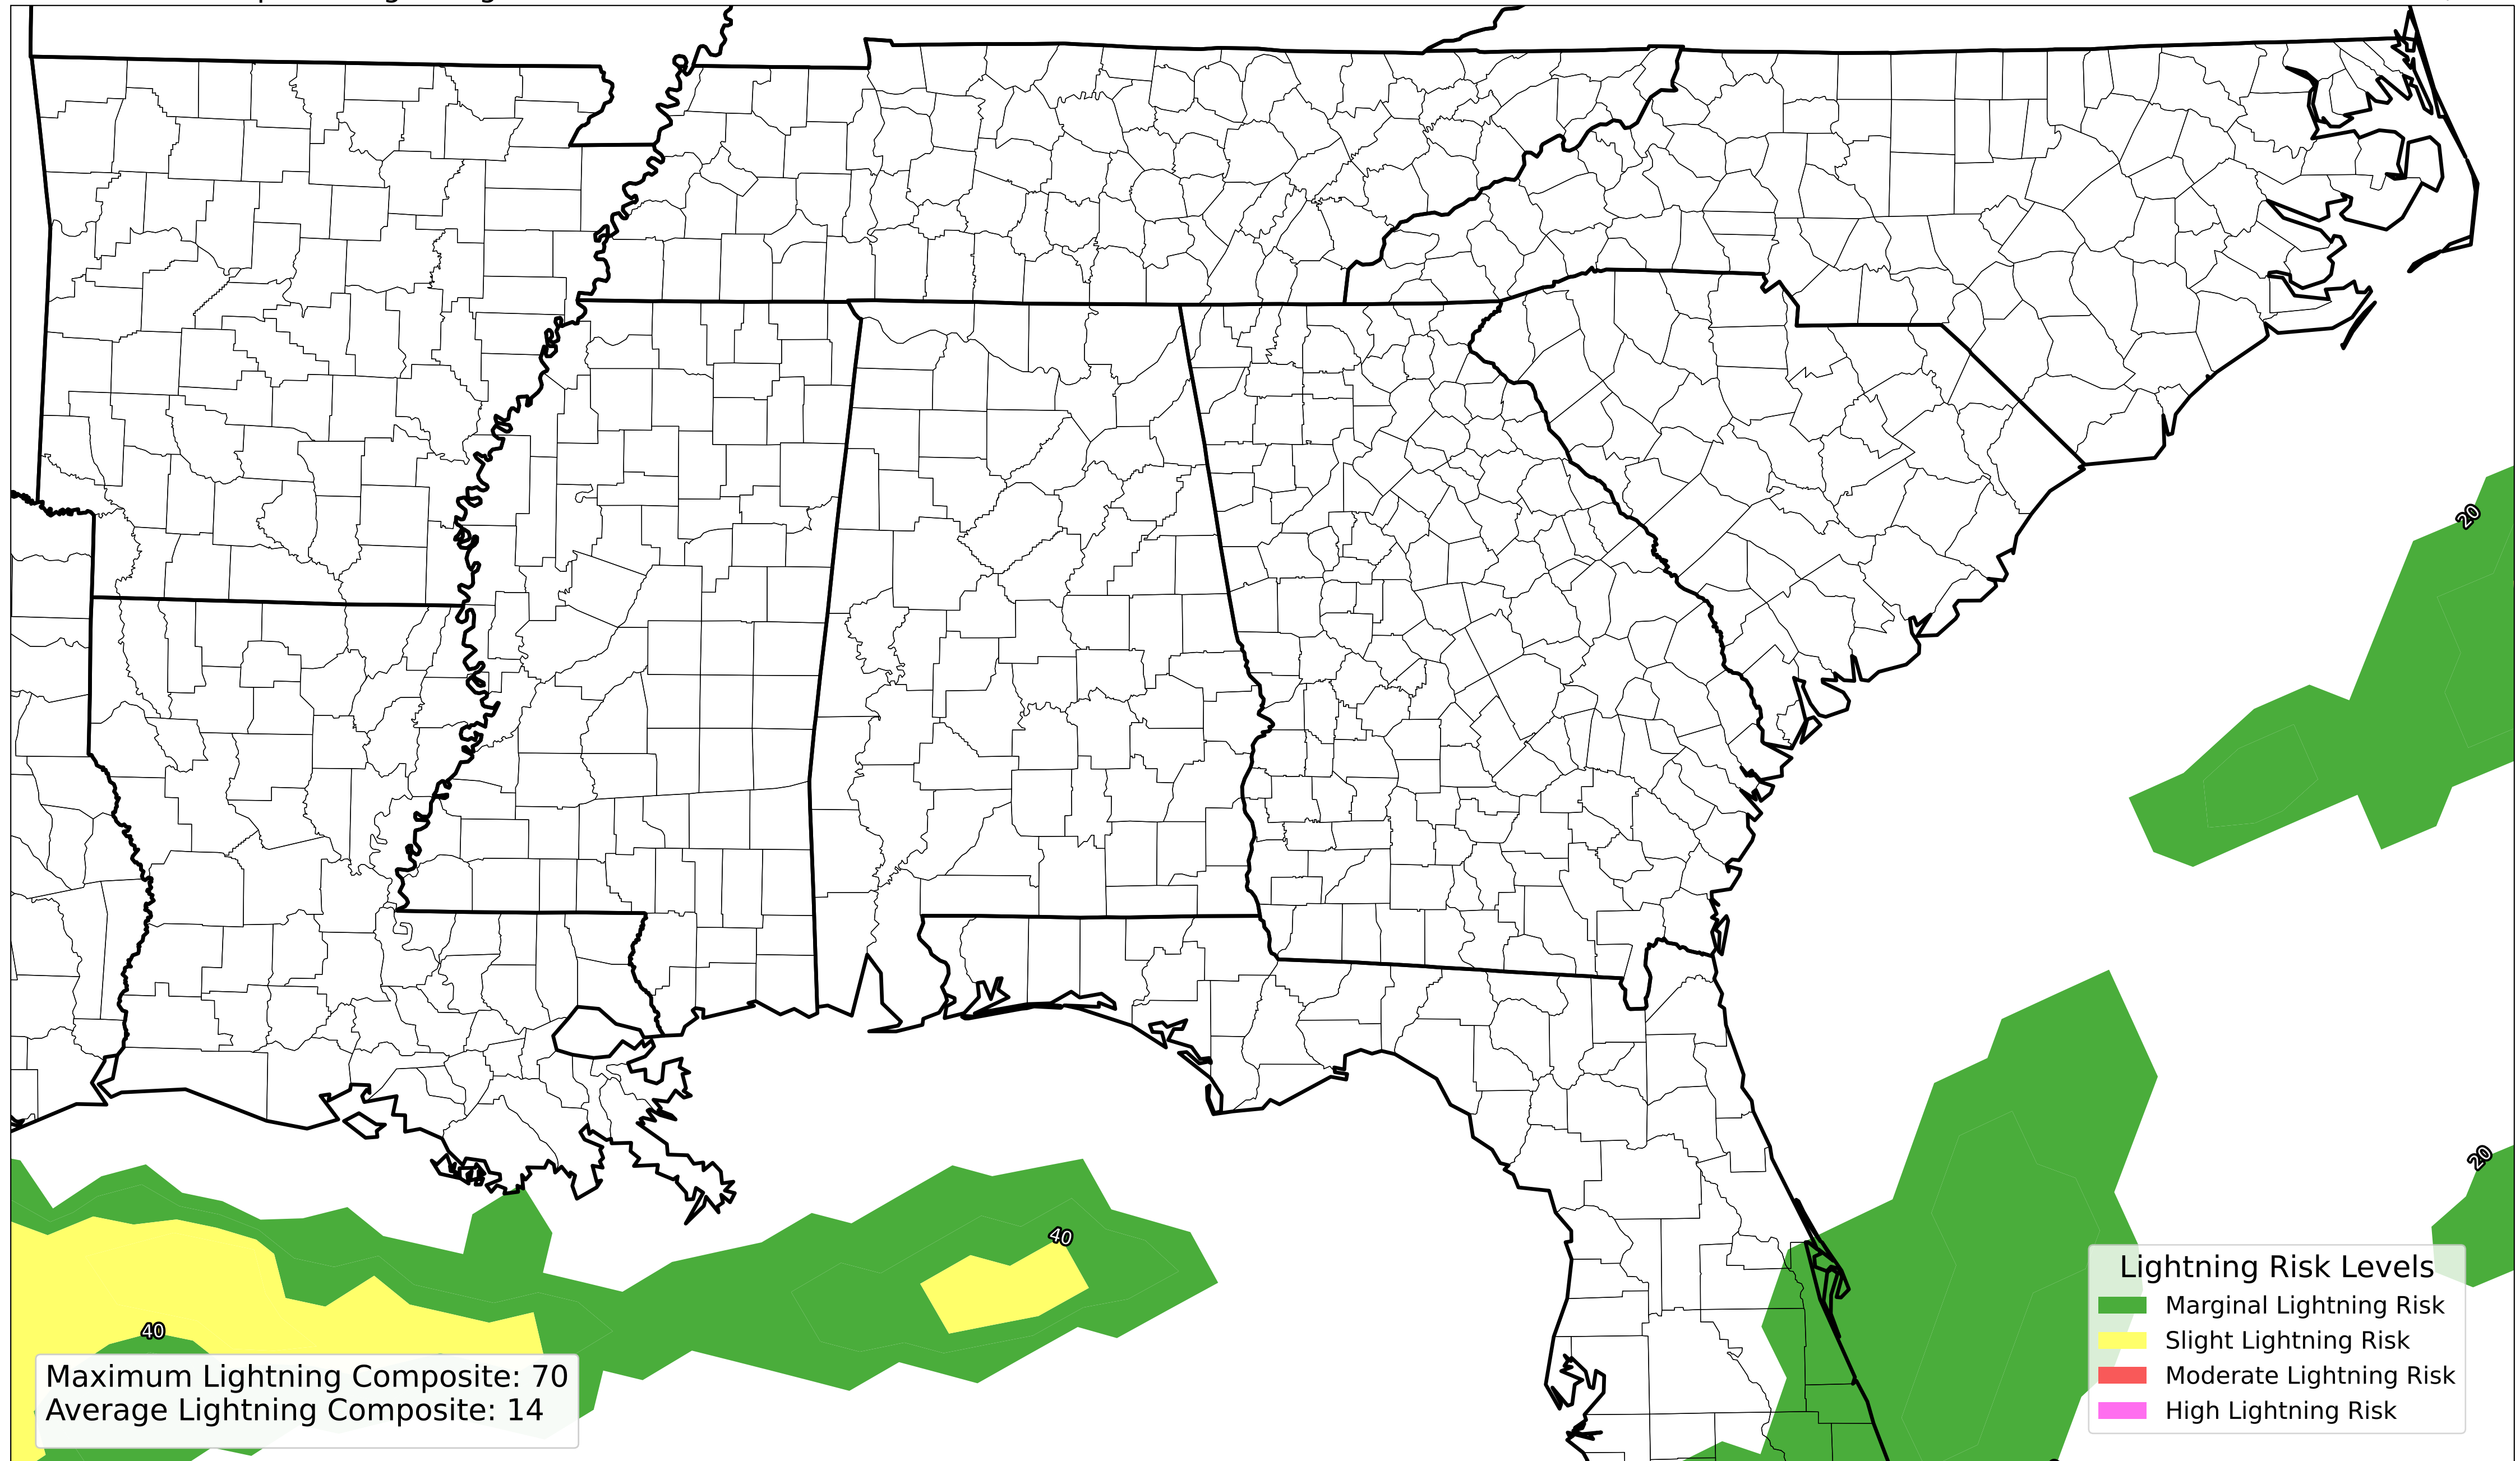 20
20
40
40
Lightning Risk Levels
Marginal Lightning Risk
Slight Lightning Risk
Moderate Lightning Risk
High Lightning Risk
Maximum Lightning Composite: 70
Average Lightning Composite: 14